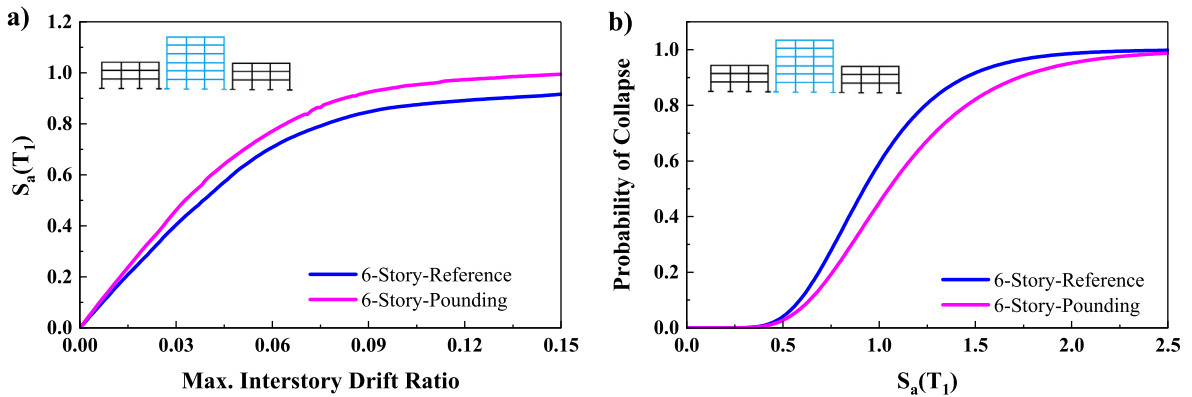 a)
1.2
1.0
0.8
0.6
0.4
0.2
0.0
Sa(T1)
0.00 0.03 0.06 0.09 0.12 0.15
Max. Interstory Drift Ratio
6-Story-Reference
6-Story-Pounding
b)
1.0
0.8
0.6
0.4
0.2
0.0
Probability of Collapse
0.0 0.5 1.0 1.5 2.0 2.5
Sa(T1)
6-Story-Reference
6-Story-Pounding